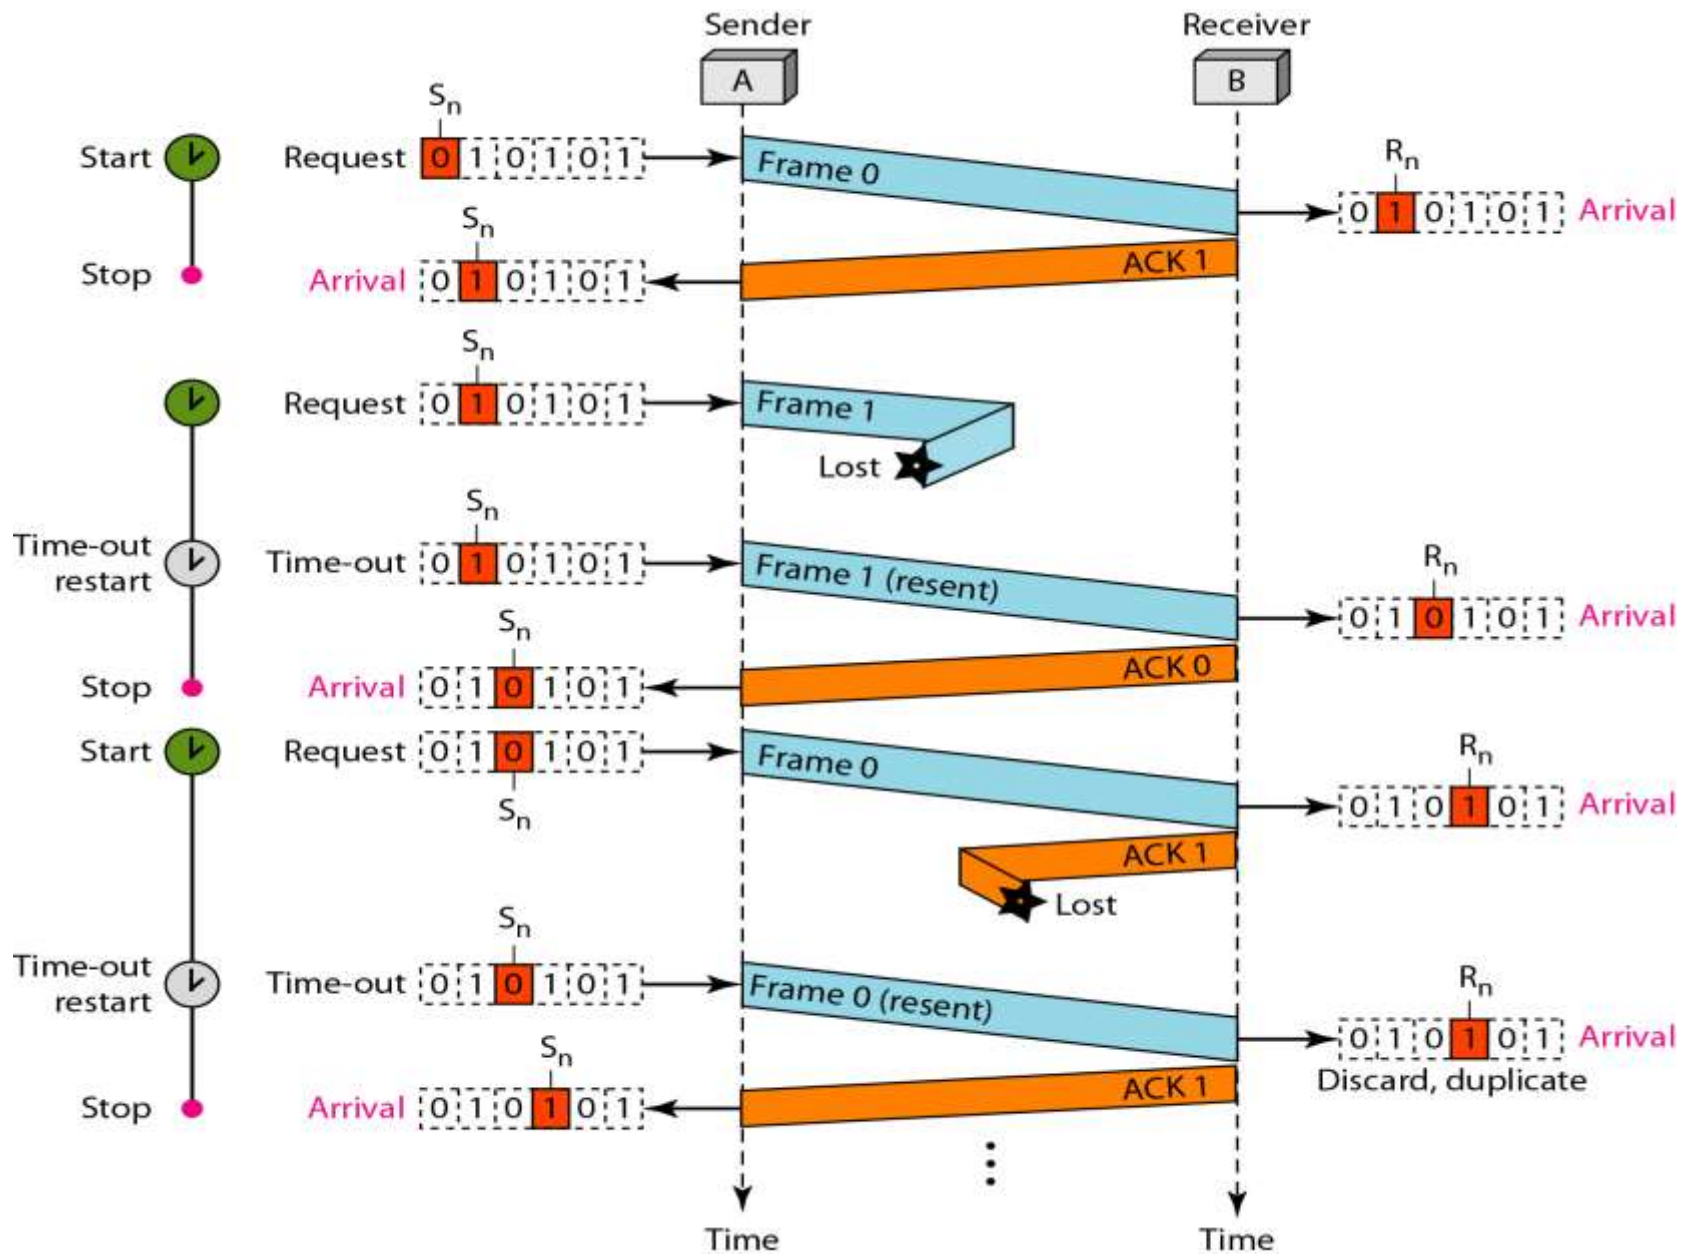 Sender Receiver
A B
Sn
Start Request 0 1 0 1 0 1 Frame 0
Rn
0 1 0 1 0 1 Arrival
Sn
Stop Arrival 0 1 0 1 0 1 ACK 1
Sn
Request 0 1 0 1 0 1 Frame 1
Lost
Sn
Time-out
restart
Time-out 0 1 0 1 0 1 Frame 1 (resent)
Rn
0 1 0 1 0 1 Arrival
Sn
Stop Arrival 0 1 0 1 0 1 ACK 0
Start Request 0 1 0 1 0 1 Frame 0
Sn
Rn
0 1 0 1 0 1 Arrival
ACK 1
Lost
Sn
Time-out
restart
Time-out 0 1 0 1 0 1 Frame 0 (resent)
Rn
0 1 0 1 0 1 Arrival
Discard, duplicate
Sn
Stop Arrival 0 1 0 1 0 1 ACK 1
Time Time